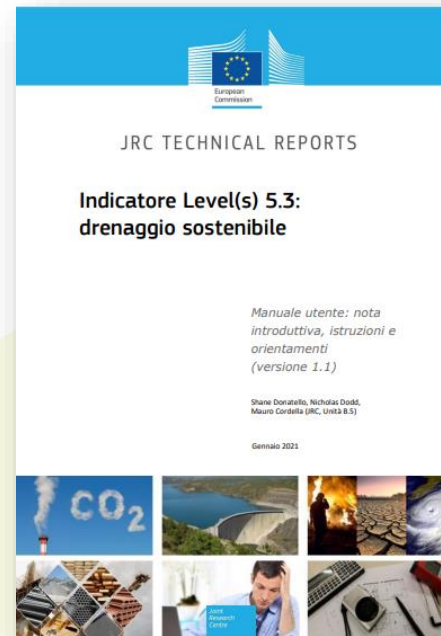 European
Commission
JRC TECHNICAL REPORTS
Indicatore Level(s) 5.3:
drenaggio sostenibile
Manuale utente: nota
introduttiva, istruzioni e
orientamenti
(versione 1.1)
Shane Donatello, Nicholas Dodd,
Mauro Cordella (JRC, Unità B.5)
Gennaio 2021
CO2
Joint
Research
Centre